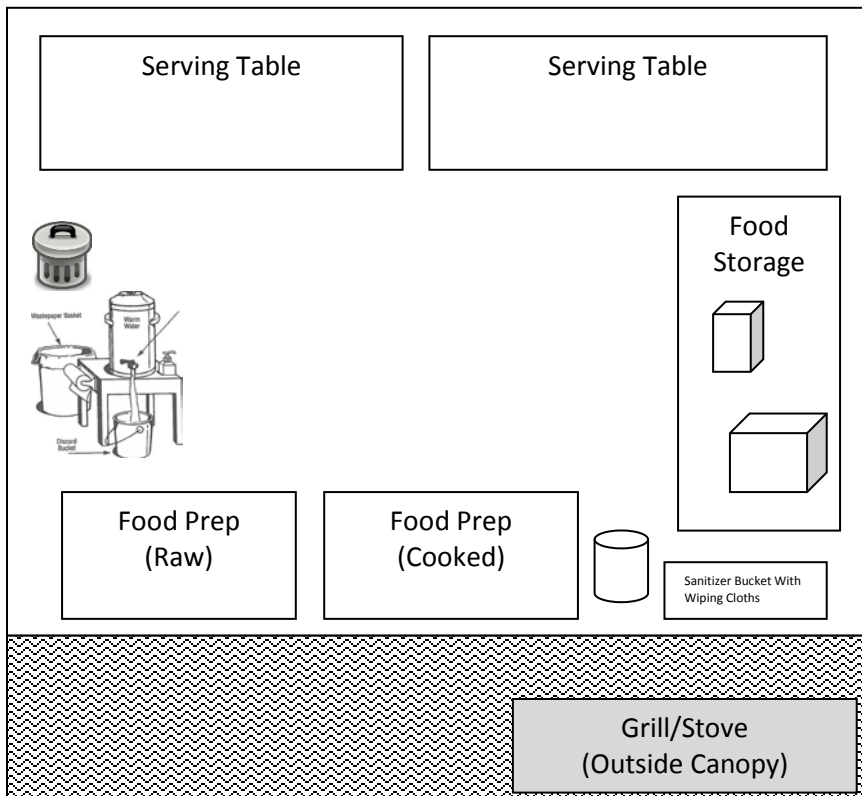 Serving Table
Serving Table
Food
Storage
Wastepaper Basket
Warm
Water
Discard
Bucket
Food Prep
(Raw)
Food Prep
(Cooked)
Sanitizer Bucket With
Wiping Cloths
Grill/Stove
(Outside Canopy)